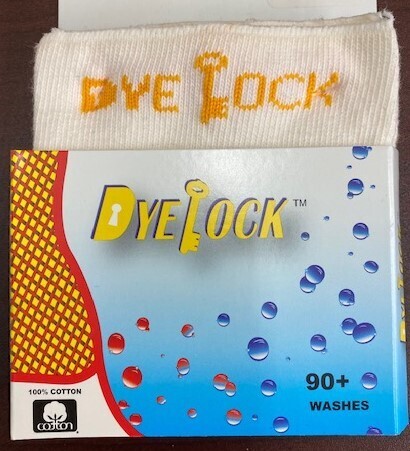 DYE LOCK
DYE LOCK™
100% COTTON
cotton
90+
WASHES